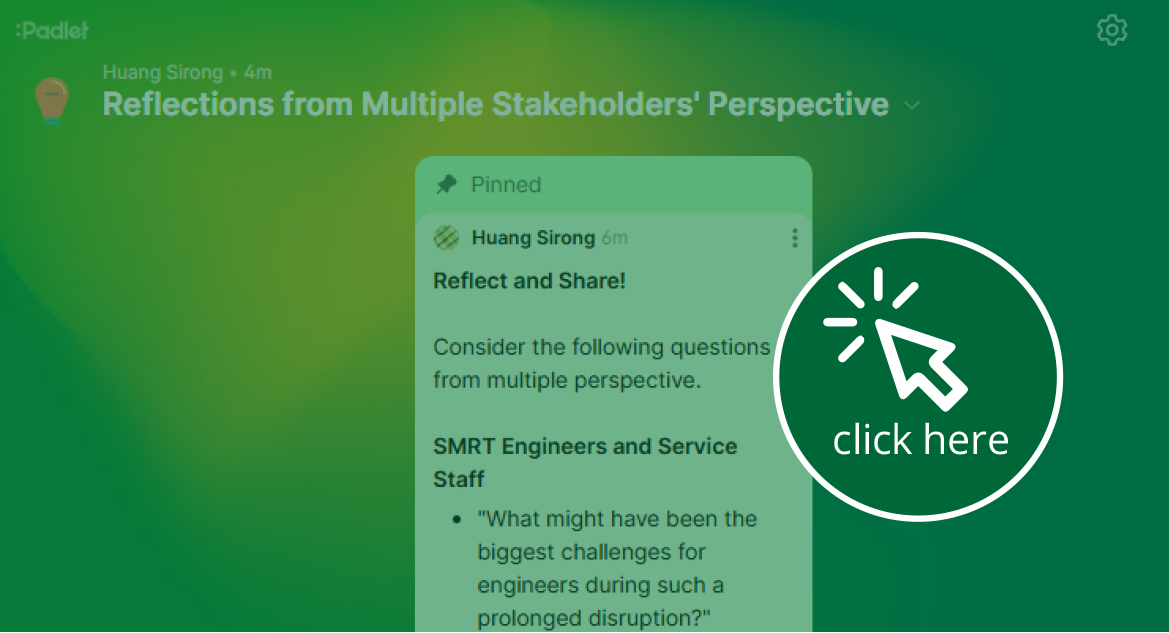 :Padlet
Huang Sirong • 4m
Reflections from Multiple Stakeholders' Perspective
Pinned
Huang Sirong 6m
Reflect and Share!
Consider the following questions
from multiple perspective.
SMRT Engineers and Service
Staff
• "What might have been the
biggest challenges for
engineers during such a
prolonged disruption?"
click here